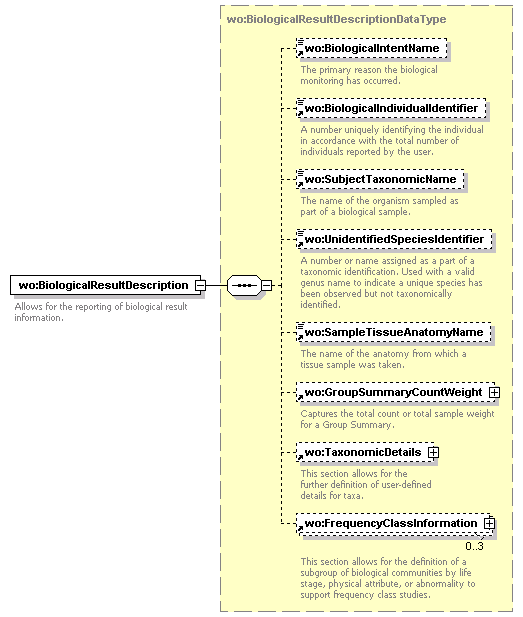 wo:BiologicalResultDescriptionDataType
wo:BiologicalIntentName
The primary reason the biological
monitoring has occurred.
wo:BiologicalIndividualIdentifier
A number uniquely identifying the individual
in accordance with the total number of
individuals reported by the user.
wo:SubjectTaxonomicName
The name of the organism sampled as
part of a biological sample.
wo:UnidentifiedSpeciesIdentifier
A number or name assigned as a part of a
taxonomic identification. Used with a valid
genus name to indicate a unique species has
been observed but not taxonomically
identified.
wo:BiologicalResultDescription
Allows for the reporting of biological result
information.
wo:SampleTissueAnatomyName
The name of the anatomy from which a
tissue sample was taken.
wo:GroupSummaryCountWeight
Captures the total count or total sample weight
for a Group Summary.
wo:TaxonomicDetails
This section allows for the
further definition of user-defined
details for taxa.
wo:FrequencyClassInformation
0..3
This section allows for the definition of a
subgroup of biological communities by life
stage, physical attribute, or abnormality to
support frequency class studies.